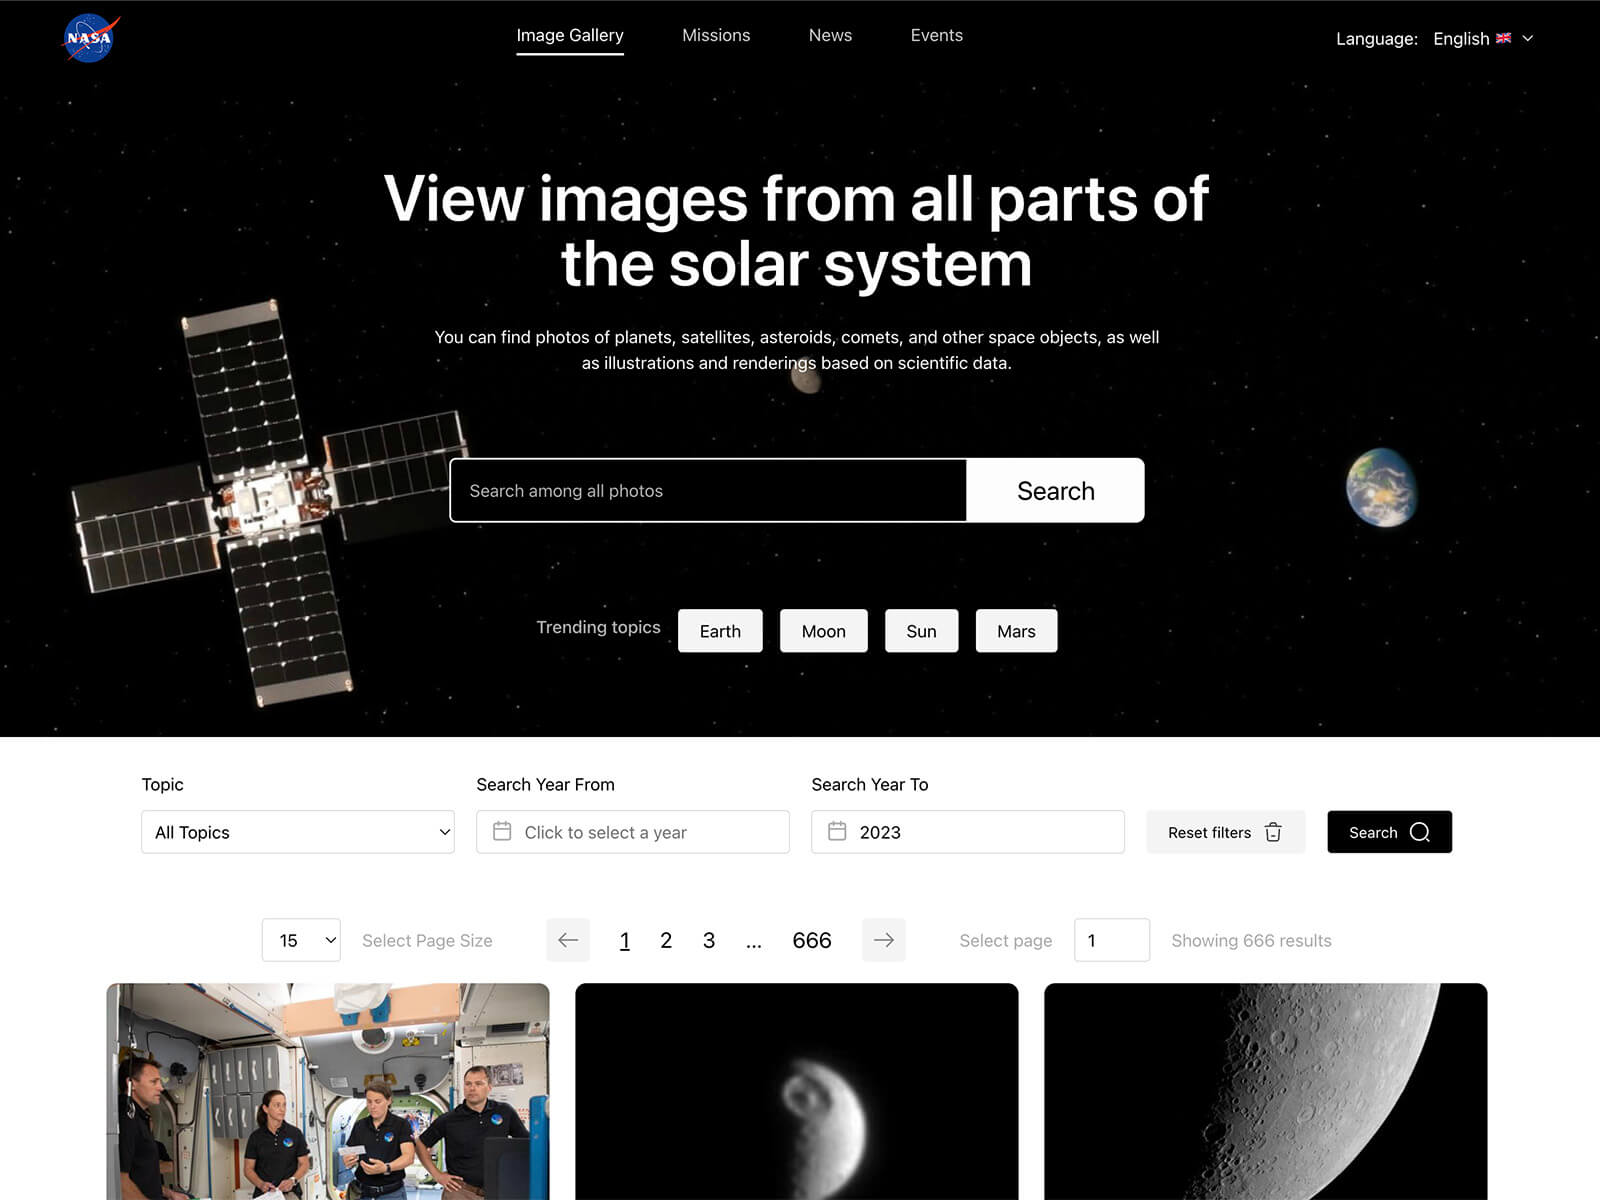 NASA
Image Gallery
Missions
News
Events
Language: English
View images from all parts of
the solar system
You can find photos of planets, satellites, asteroids, comets, and other space objects, as well
as illustrations and renderings based on scientific data.
Search among all photos
Search
Trending topics
Earth
Moon
Sun
Mars
Topic
Search Year From
Search Year To
All Topics
Click to select a year
2023
Reset filters
Search
15
Select Page Size
1
2
3
...
666
Select page
1
Showing 666 results